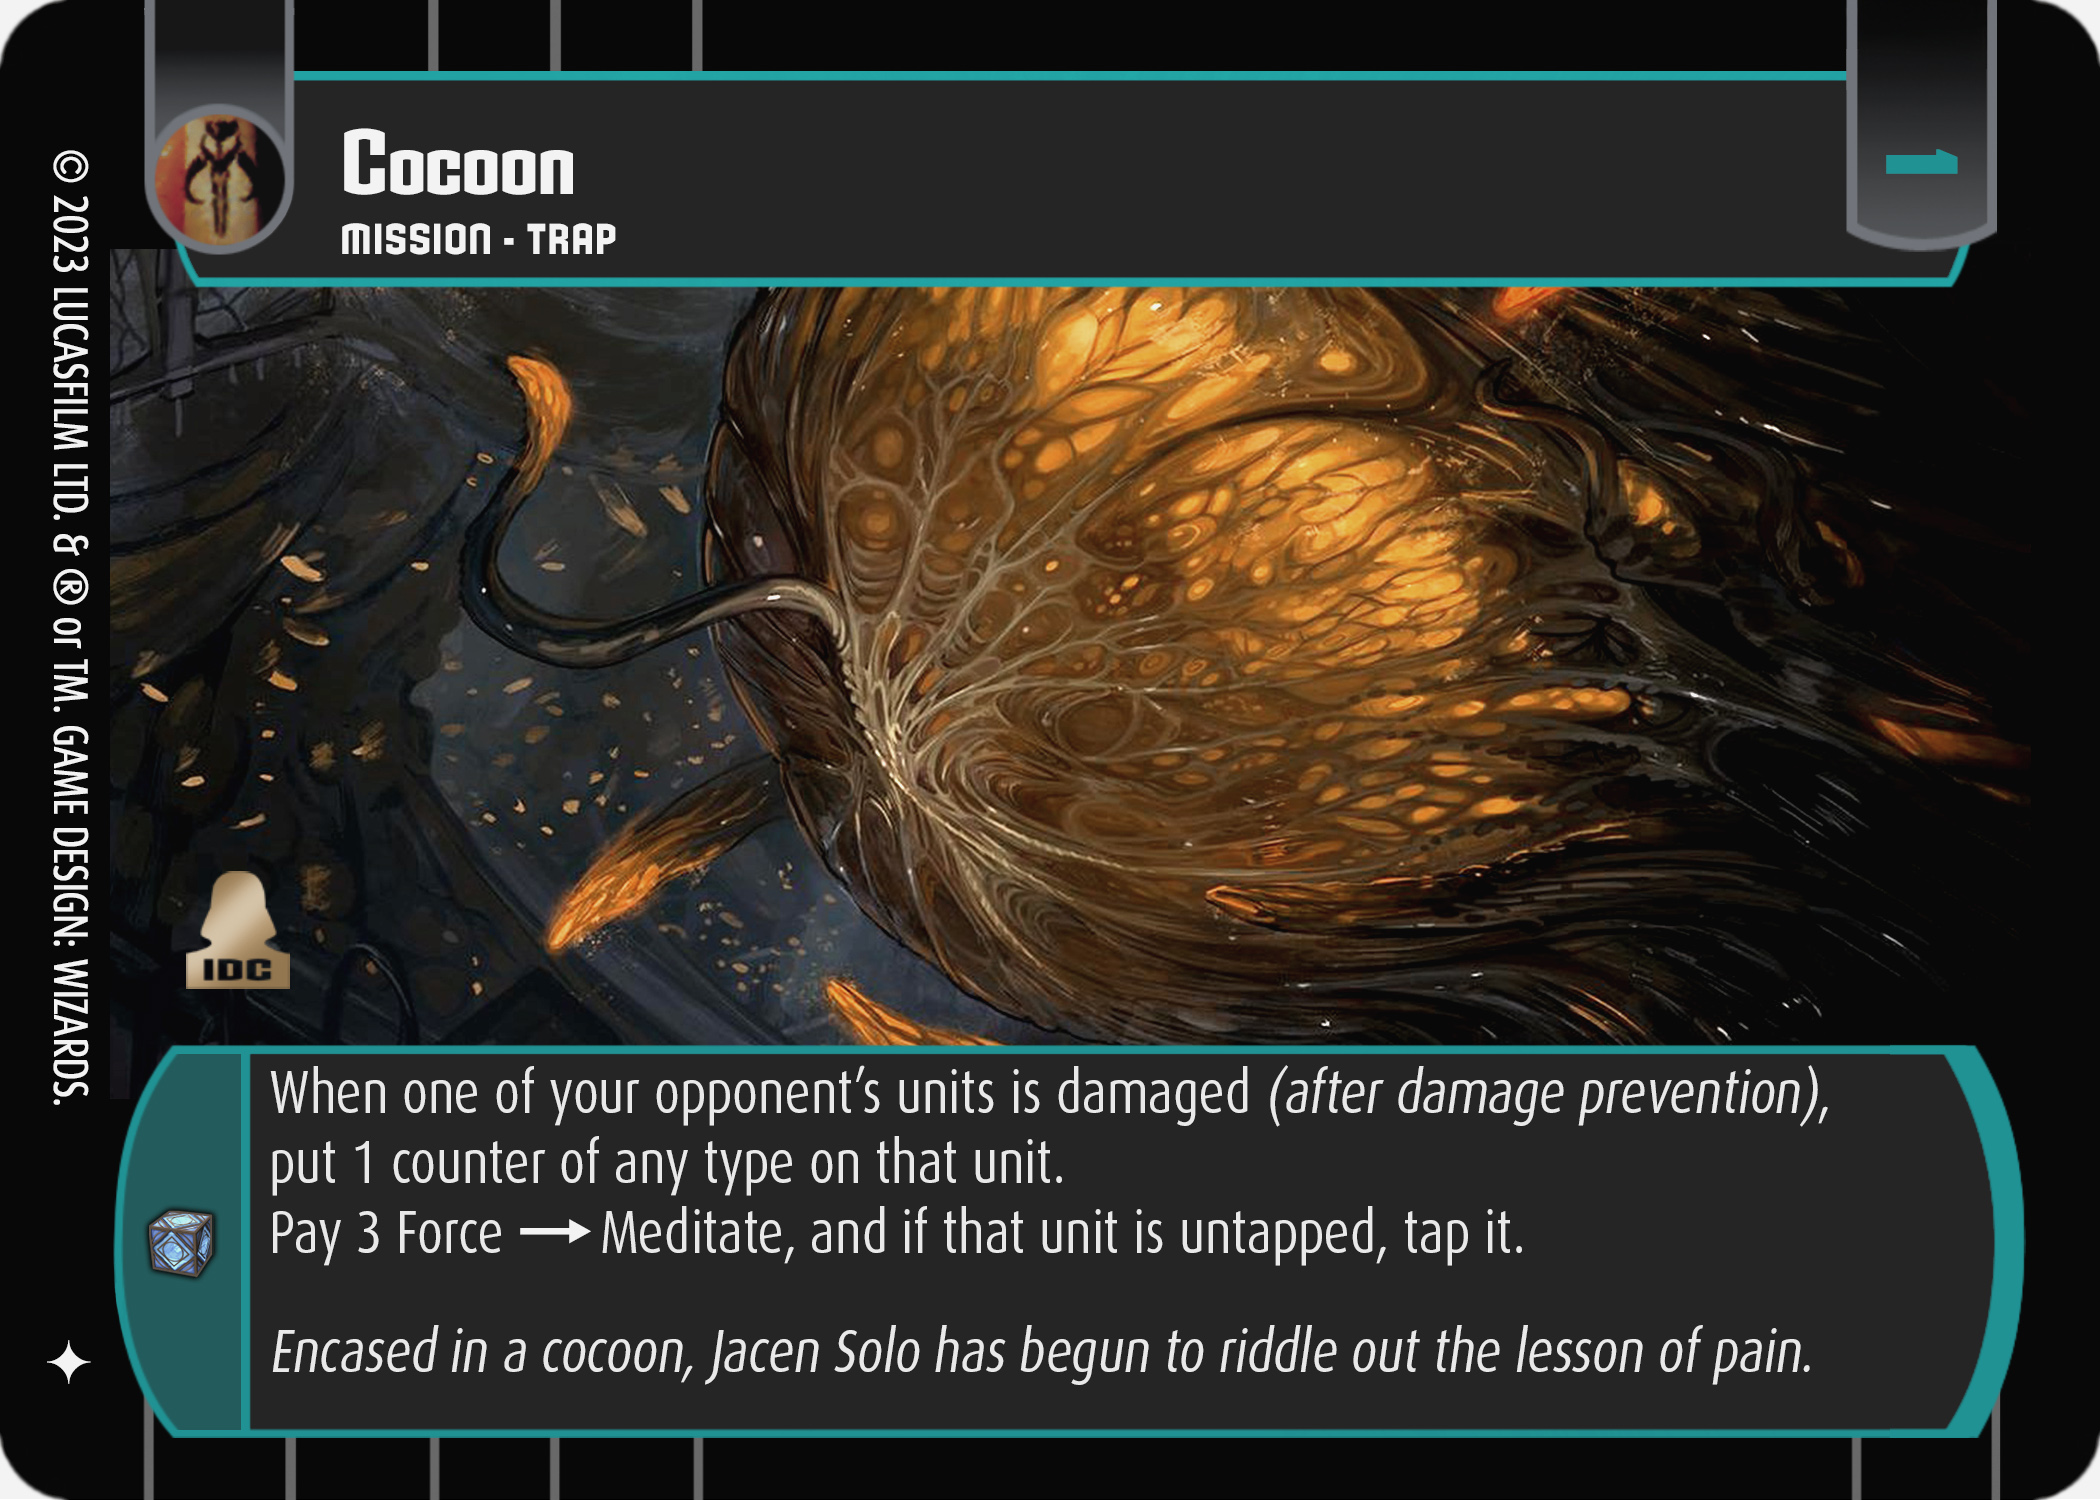 Cocoon
MISSION - TRAP
1
IDC
When one of your opponent's units is damaged (after damage prevention),
put 1 counter of any type on that unit.
Pay 3 Force → Meditate, and if that unit is untapped, tap it.
Encased in a cocoon, Jacen Solo has begun to riddle out the lesson of pain.
© 2023 LUCASFILM LTD. & ® or TM. GAME DESIGN: WIZARDS.